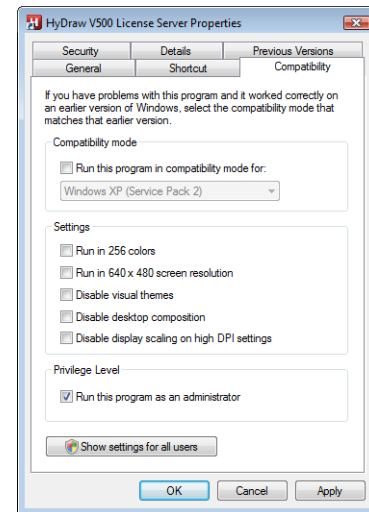 HyDraw V500 License Server Properties
Security Details Previous Versions
General Shortcut Compatibility
If you have problems with this program and it worked correctly on
an earlier version of Windows, select the compatibility mode that
matches that earlier version.
Compatibility mode
Run this program in compatibility mode for:
Windows XP (Service Pack 2)
Settings
Run in 256 colors
Run in 640 x 480 screen resolution
Disable visual themes
Disable desktop composition
Disable display scaling on high DPI settings
Privilege Level
Run this program as an administrator
Show settings for all users
OK Cancel Apply